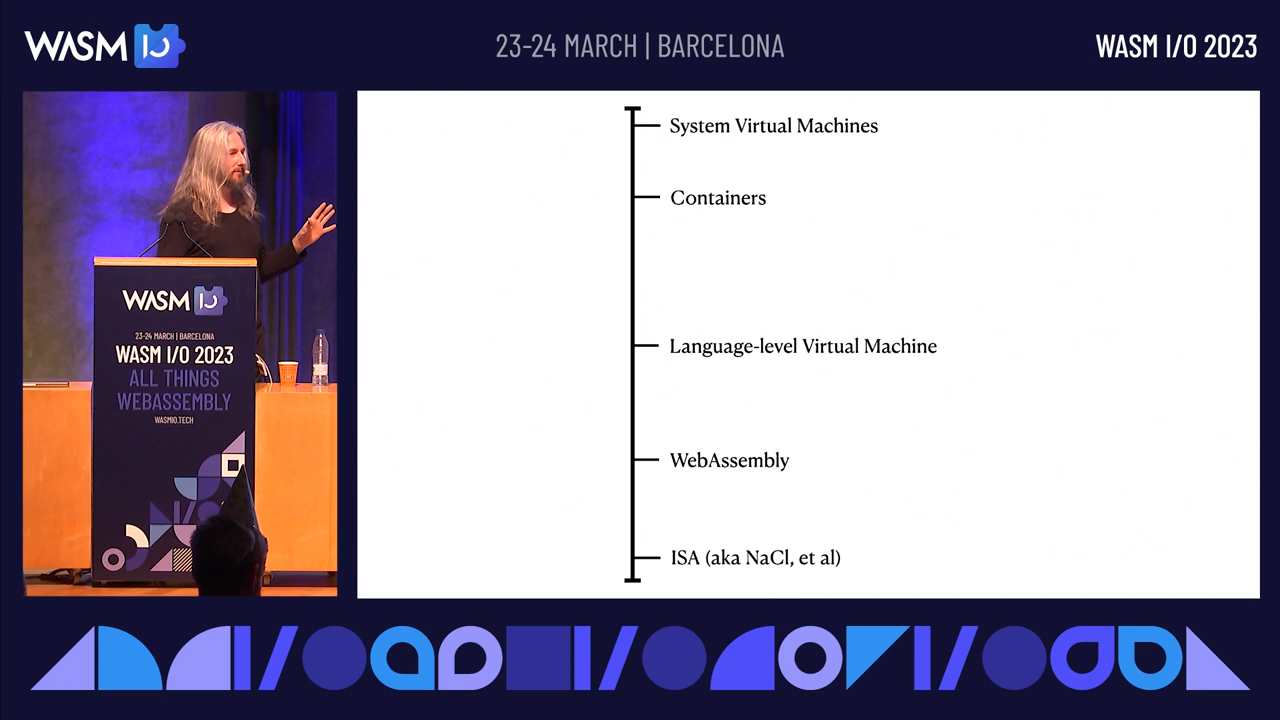 WASM I/O
23-24 MARCH | BARCELONA
WASM I/O 2023
WASM I/O
23-24 MARCH | BARCELONA
WASM I/O 2023
ALL THINGS
WEBASSEMBLY
WASMIO.TECH
System Virtual Machines
Containers
Language-level Virtual Machine
WebAssembly
ISA (aka NaCl, et al)